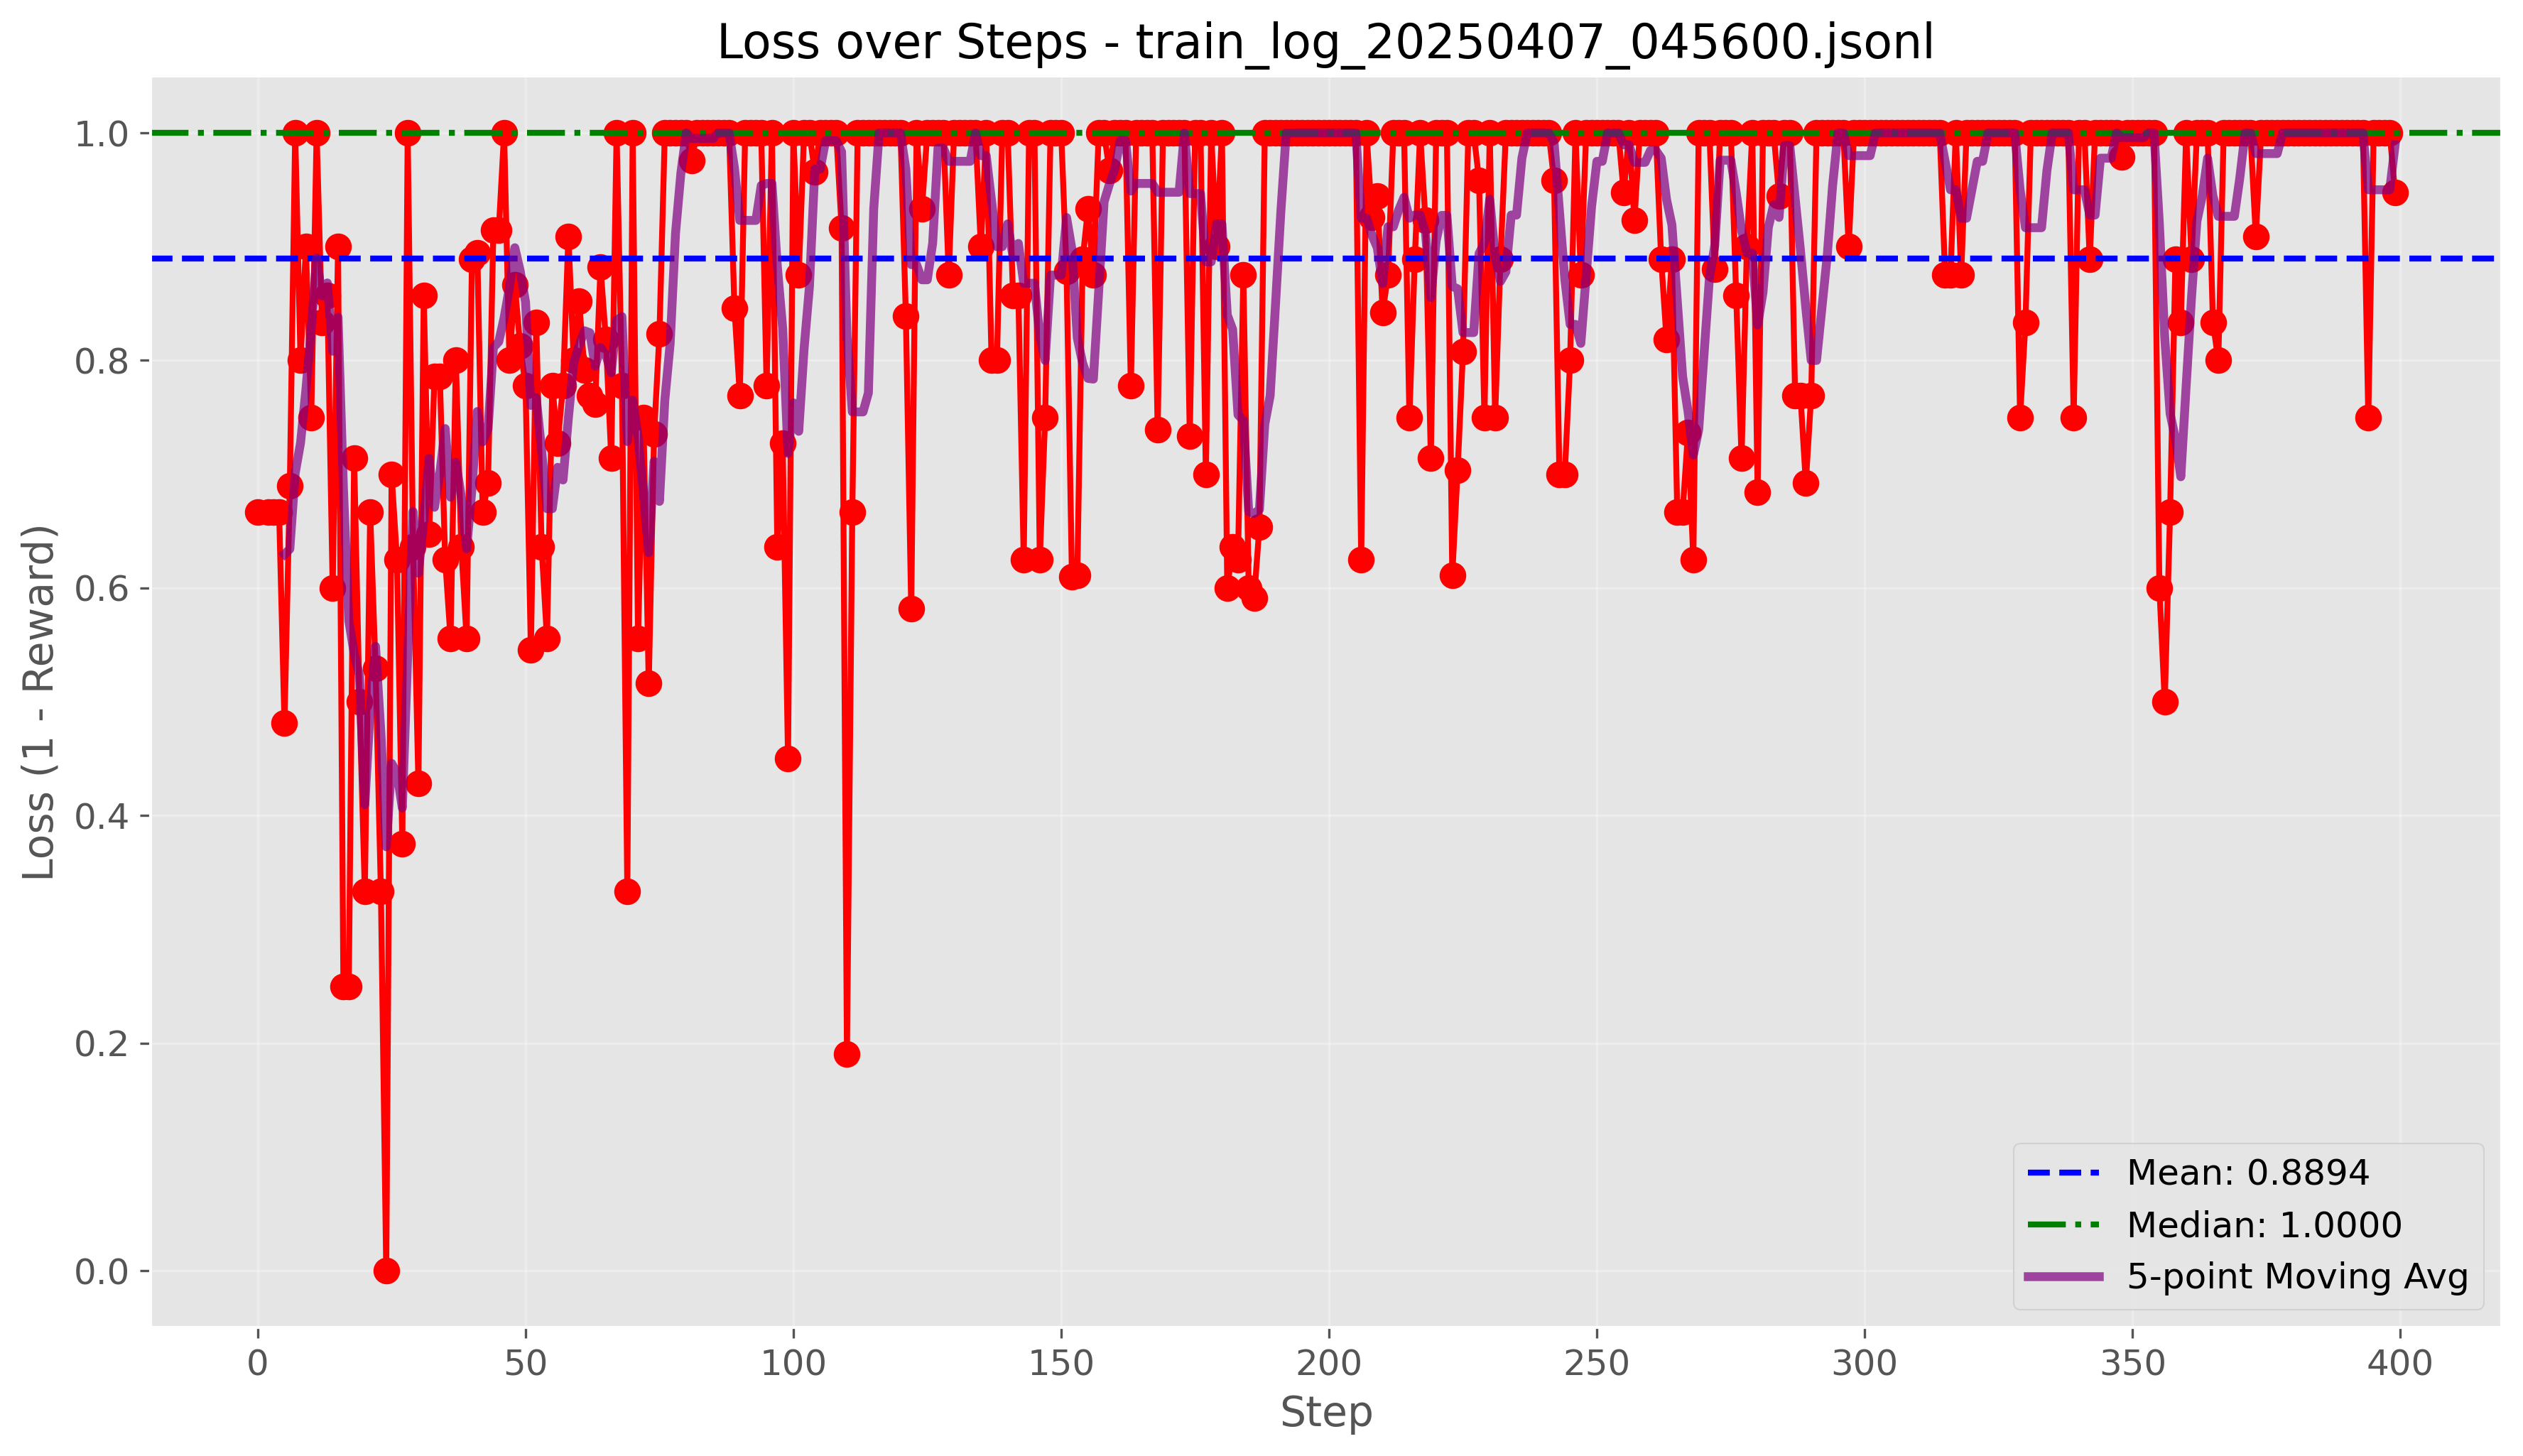 Loss over Steps - train_log_20250407_045600.jsonl
1.0
0.8
0.6
0.4
0.2
0.0
Loss (1 - Reward)
0 50 100 150 200 250 300 350 400
Step
Mean: 0.8894
Median: 1.0000
5-point Moving Avg